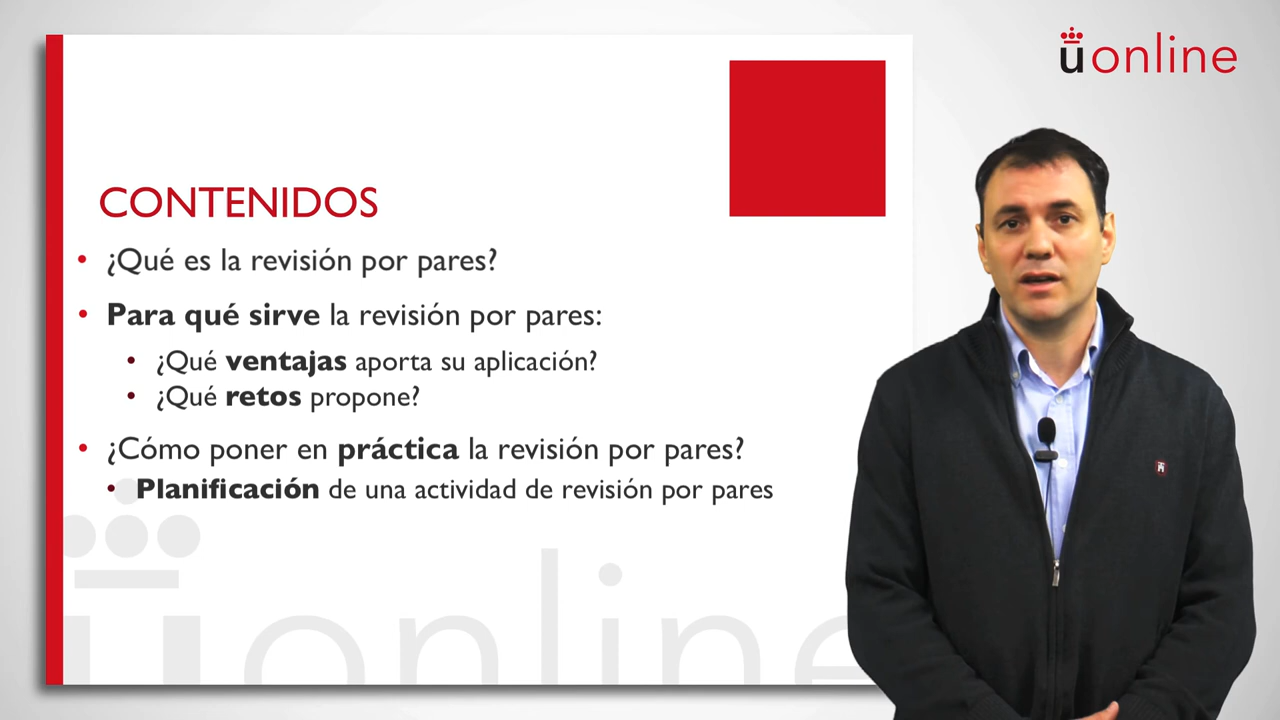 ūonline
CONTENIDOS
• ¿Qué es la revisión por pares?
• Para qué sirve la revisión por pares:
• ¿Qué ventajas aporta su aplicación?
• ¿Qué retos propone?
• ¿Cómo poner en práctica la revisión por pares?
• Planificación de una actividad de revisión por pares
ūonline